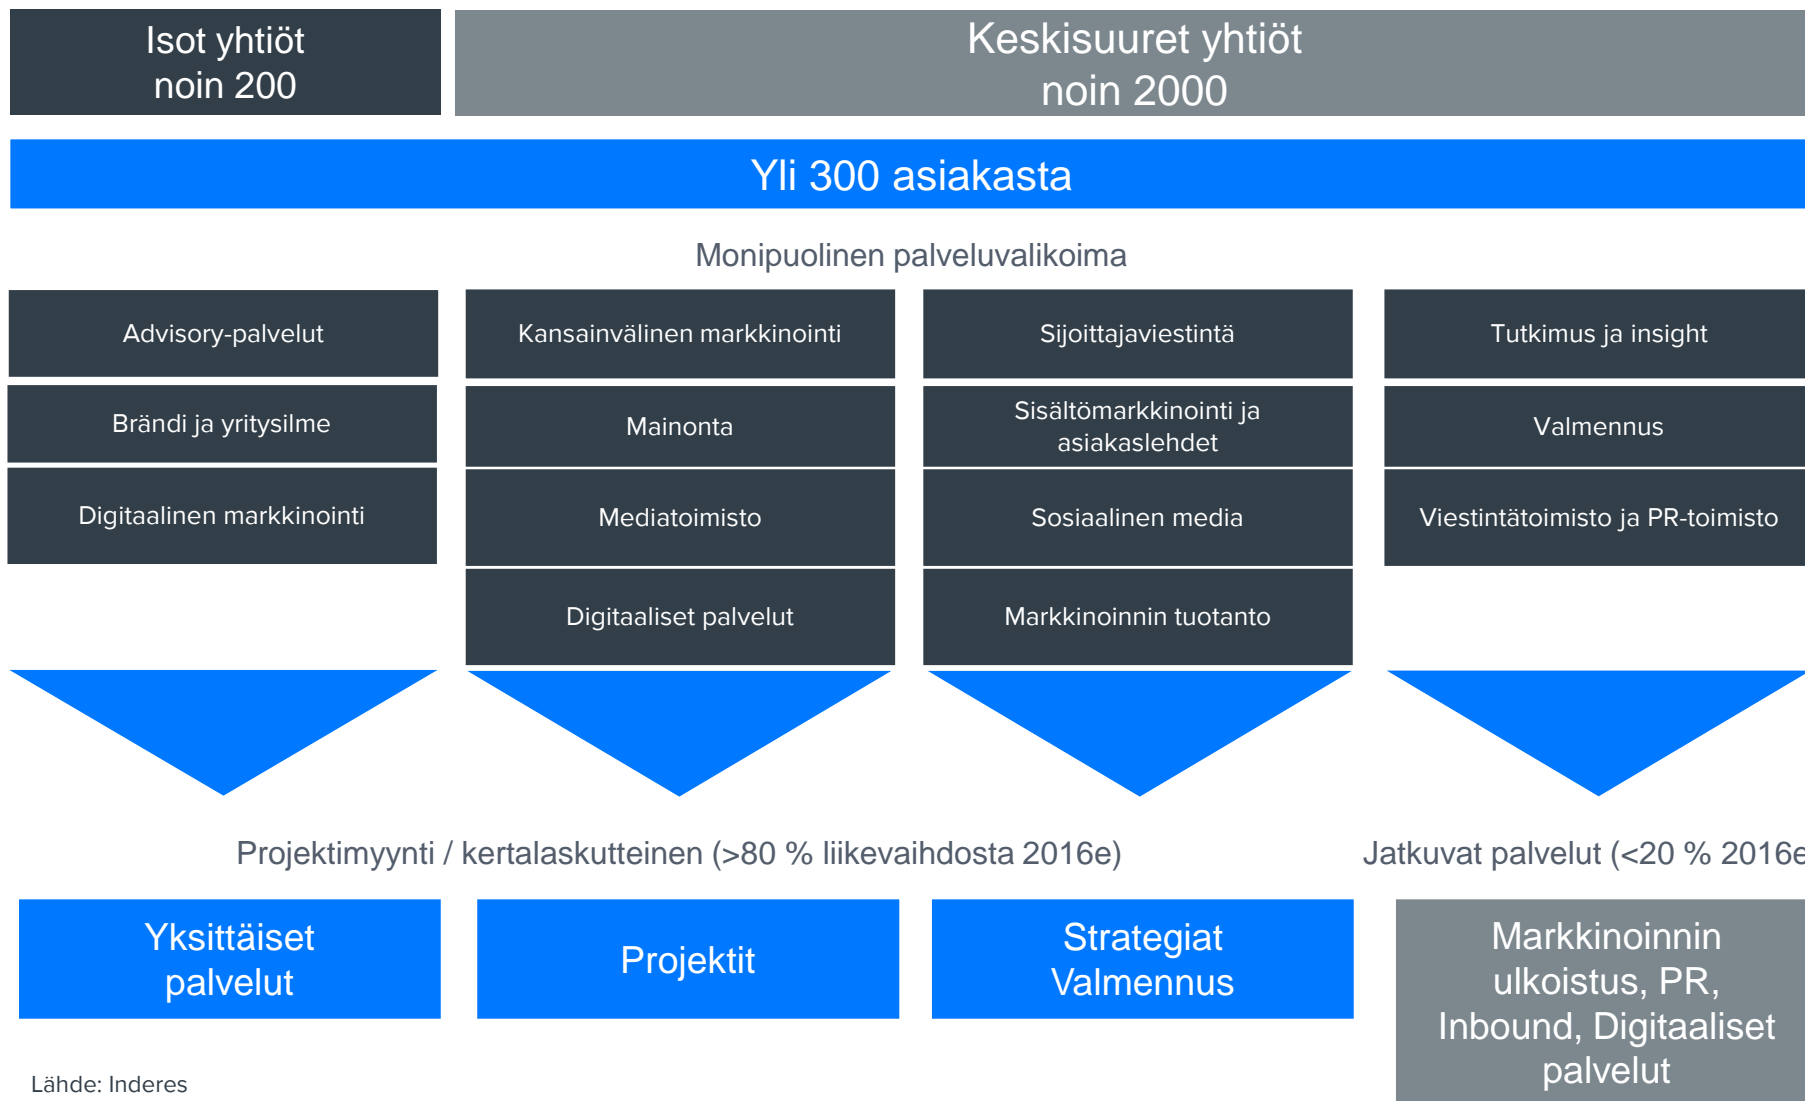 Isot yhtiöt
noin 200
Keskisuuret yhtiöt
noin 2000
Yli 300 asiakasta
Monipuolinen palveluvalikoima
Advisory-palvelut
Kansainvälinen markkinointi
Sijoittajaviestintä
Tutkimus ja insight
Brändi ja yritysilme
Mainonta
Sisältömarkkinointi ja
asiakaslehdet
Valmennus
Digitaalinen markkinointi
Mediatoimisto
Sosiaalinen media
Viestintätoimisto ja PR-toimisto
Digitaaliset palvelut
Markkinoinnin tuotanto
Projektimyynti / kertalaskutteinen (>80 % liikevaihdosta 2016e)
Jatkuvat palvelut (<20 % 2016e
Yksittäiset
palvelut
Projektit
Strategiat
Valmennus
Markkinoinnin
ulkoistus, PR,
Inbound, Digitaaliset
palvelut
Lähde: Inderes